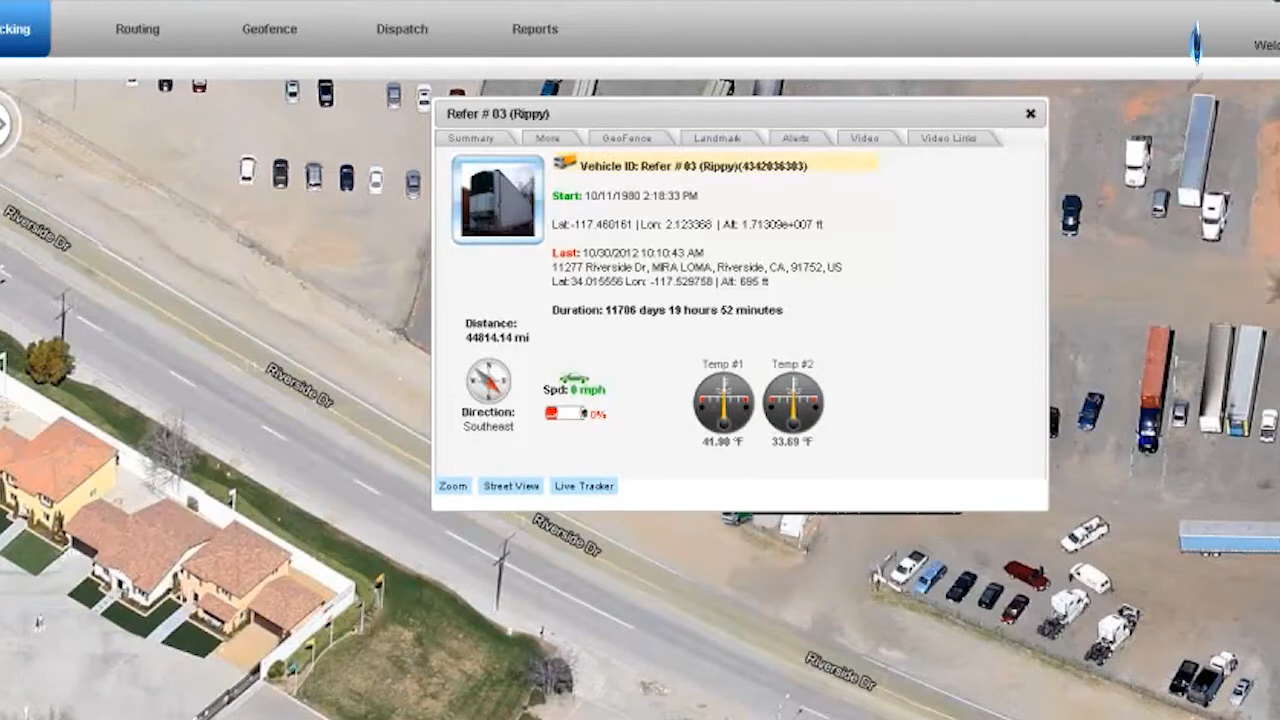 cking
Routing
Geofence
Dispatch
Reports
Welc
Refer # 03 (Rippy)
Summary
More
GeoFence
Landmark
Alerts
Video
Video Links
Vehicle ID: Refer # 03 (Rippy)(4342036303)
Start: 10/11/1980 2:18:33 PM
Lat:-117.460161 | Lon: 2.123368 | Alt: 1.71309e+007 ft
Last: 10/30/2012 10:10:43 AM
11277 Riverside Dr, MIRA LOMA, Riverside, CA, 91752, US
Lat:34.015556 Lon: -117.529758 | Alt: 695 ft
Duration: 11706 days 19 hours 52 minutes
Distance:
44814.14 mi
Direction:
Southeast
Spd: 0 mph
0%
Temp #1
41.90 °F
Temp #2
33.69 °F
Zoom
Street View
Live Tracker
Riverside Dr
Riverside Dr
Riverside Dr
Riverside Dr